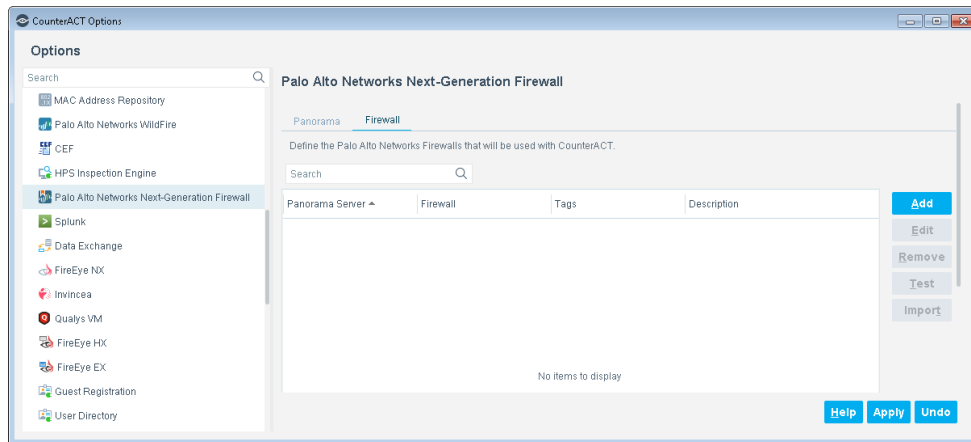 CounterACT Options
Options
Search
MAC Address Repository
Palo Alto Networks WildFire
CEF
HPS Inspection Engine
Palo Alto Networks Next-Generation Firewall
Splunk
Data Exchange
FireEye NX
Invincea
Qualys VM
FireEye HX
FireEye EX
Guest Registration
User Directory
Palo Alto Networks Next-Generation Firewall
Panorama Firewall
Define the Palo Alto Networks Firewalls that will be used with CounterACT.
Search
Panorama Server Firewall Tags Description
No items to display
Add
Edit
Remove
Test
Import
Help Apply Undo